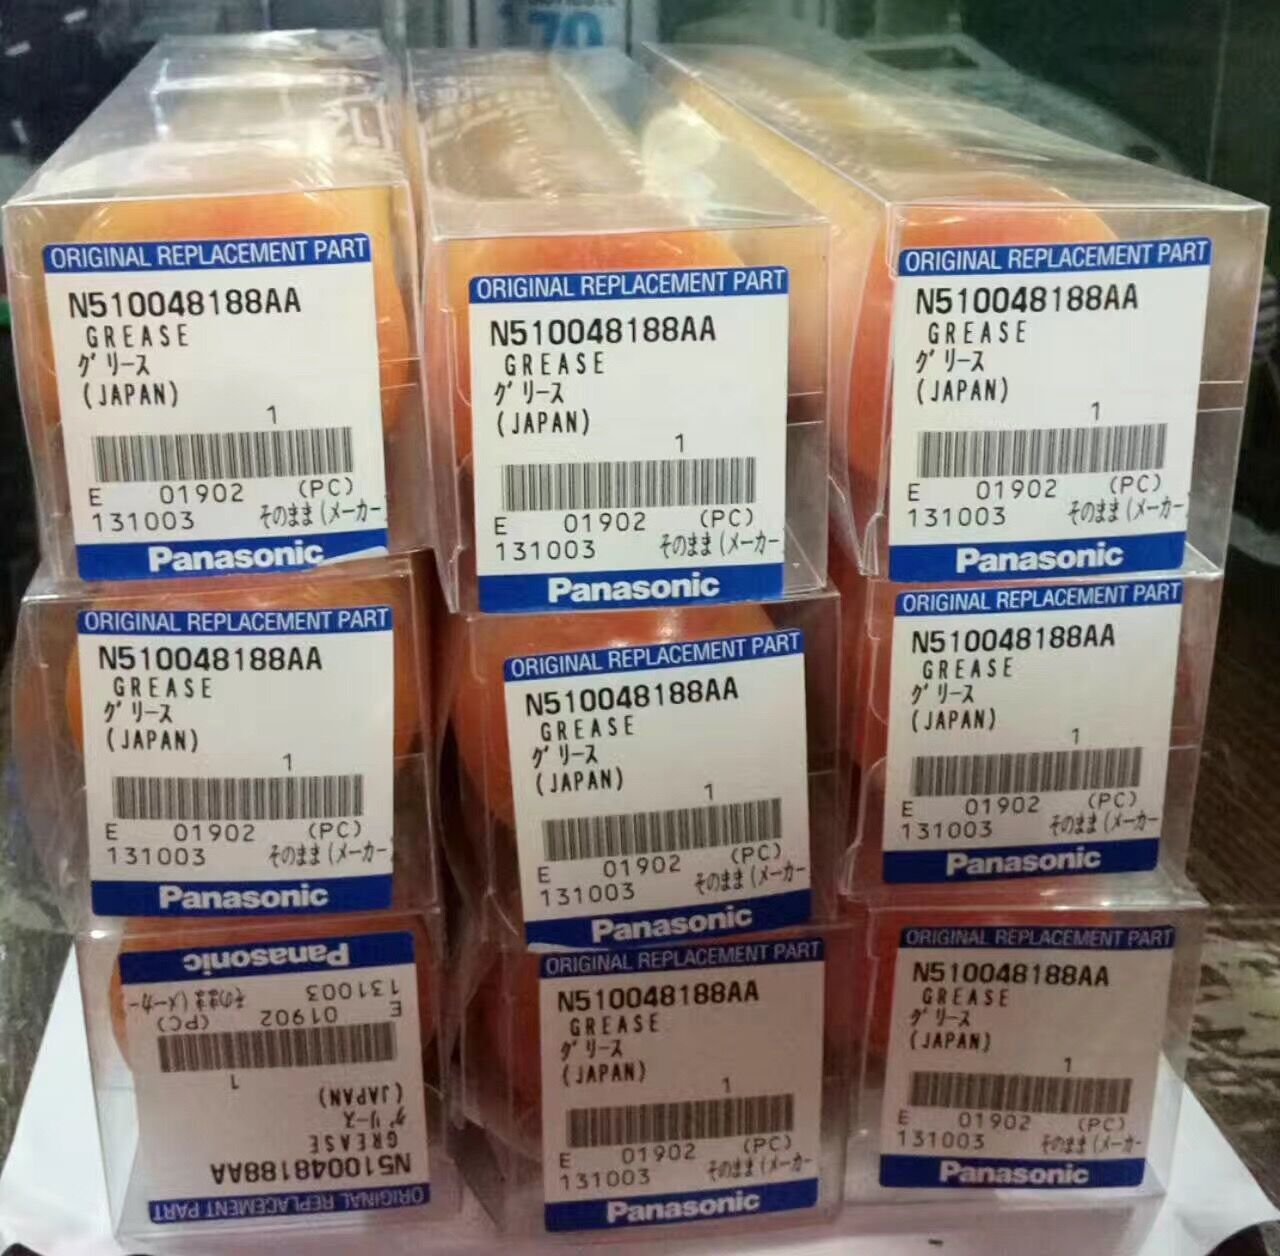 70
ORIGINAL REPLACEMENT PART
N510048188AA
GREASE
グリース
(JAPAN)
1
E 01902 (PC)
131003 そのまま(メーカー
Panasonic
ORIGINAL REPLACEMENT PART
N510048188AA
GREASE
グリース
(JAPAN)
1
E 01902 (PC)
131003 そのまま(メーカー
Panasonic
ORIGINAL REPLACEMENT PART
N510048188AA
GREASE
グリース
(JAPAN)
1
E 01902 (PC)
131003 そのまま(メーカー
Panasonic
ORIGINAL REPLACEMENT PART
N510048188AA
GREASE
グリース
(JAPAN)
1
E 01902 (PC)
131003 そのまま(メーカー
Panasonic
ORIGINAL REPLACEMENT PART
N510048188AA
GREASE
グリース
(JAPAN)
1
E 01902 (PC)
131003 そのまま(メーカー
Panasonic
ORIGINAL REPLACEMENT PART
N510048188AA
GREASE
グリース
(JAPAN)
1
E 01902 (PC)
131003 そのまま(メーカー
Panasonic
ORIGINAL REPLACEMENT PART
N510048188AA
GREASE
グリース
(JAPAN)
1
E 01902 (PC)
131003 そのまま(メーカー)
Panasonic
ORIGINAL REPLACEMENT PART
N510048188AA
GREASE
グリース
(JAPAN)
1
E 01902 (PC)
131003 そのまま(メーカー
Panasonic
ORIGINAL REPLACEMENT PART
N510048188AA
GREASE
グリース
(JAPAN)
1
E 01902 (PC)
131003 そのまま(メーカー
Panasonic